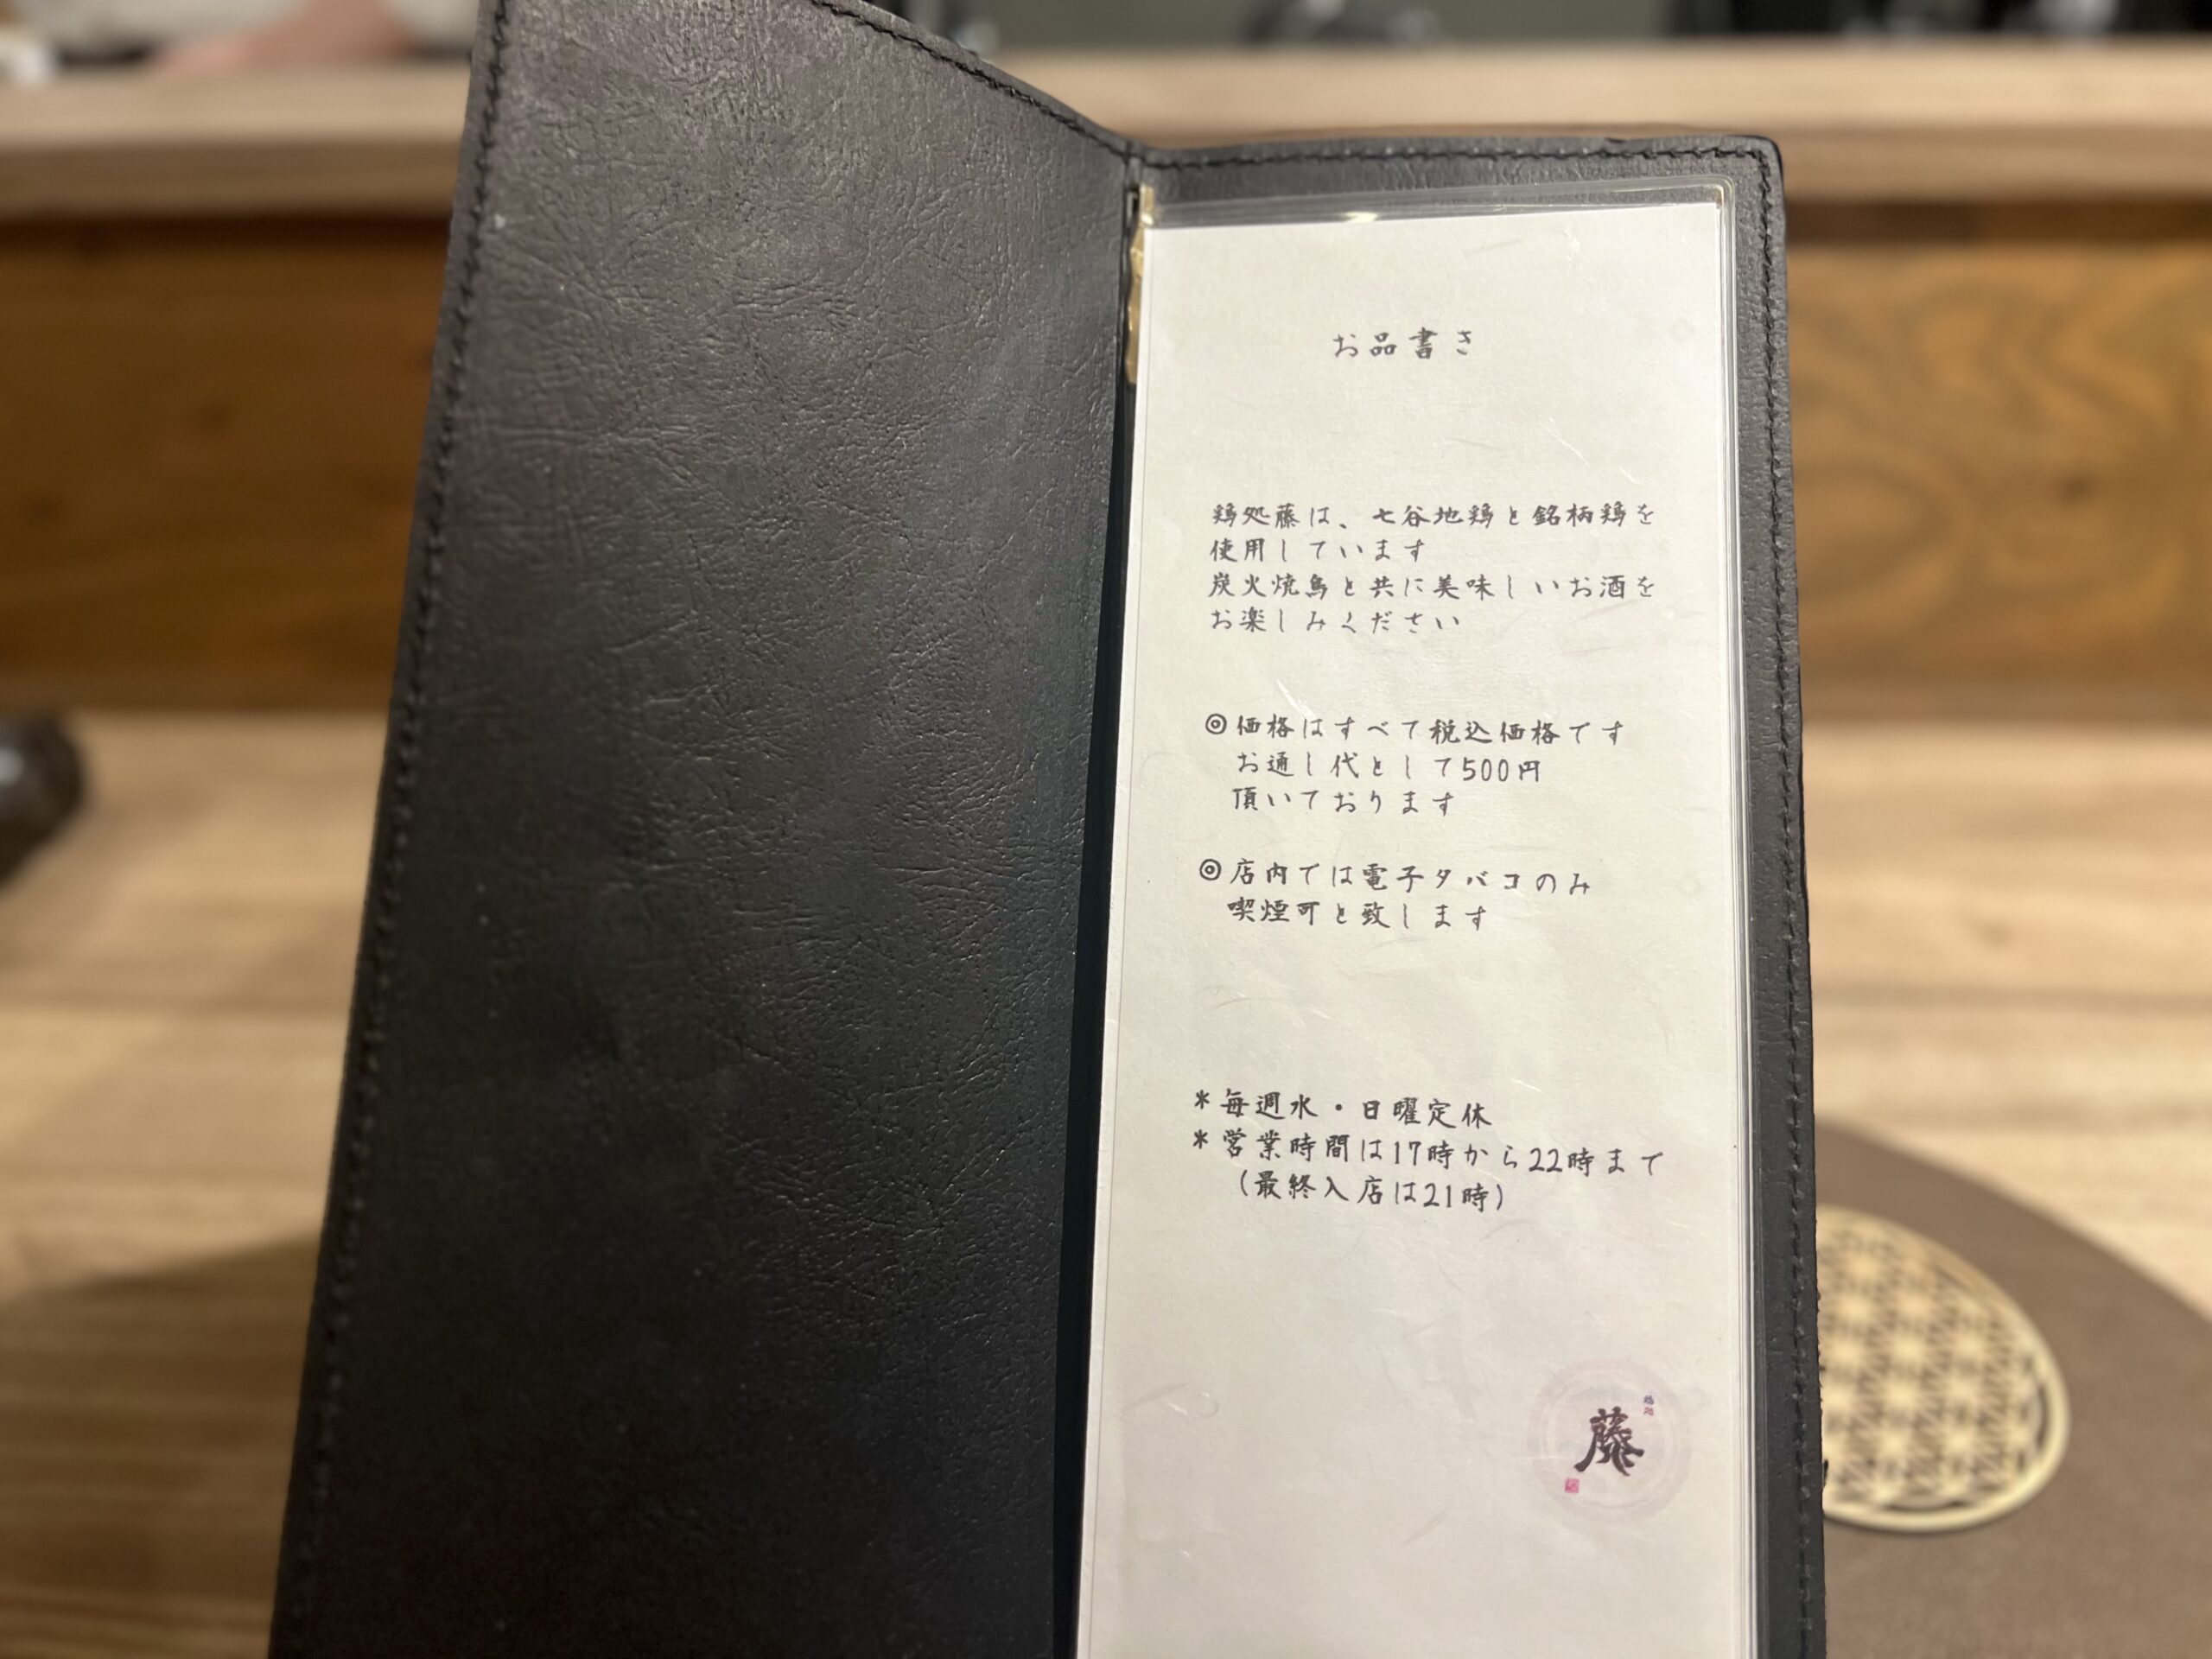 お品書き
鶏処藤は、七谷地鶏と銘柄鶏を
使用しています
炭火焼鳥と共に美味しいお酒を
お楽しみください
◎価格はすべて税込価格です
お通し代として500円
頂いております
◎店内では電子タバコのみ
喫煙可と致します
*毎週水・日曜定休
*営業時間は17時から22時まで
(最終入店は21時)
鶏処
藤